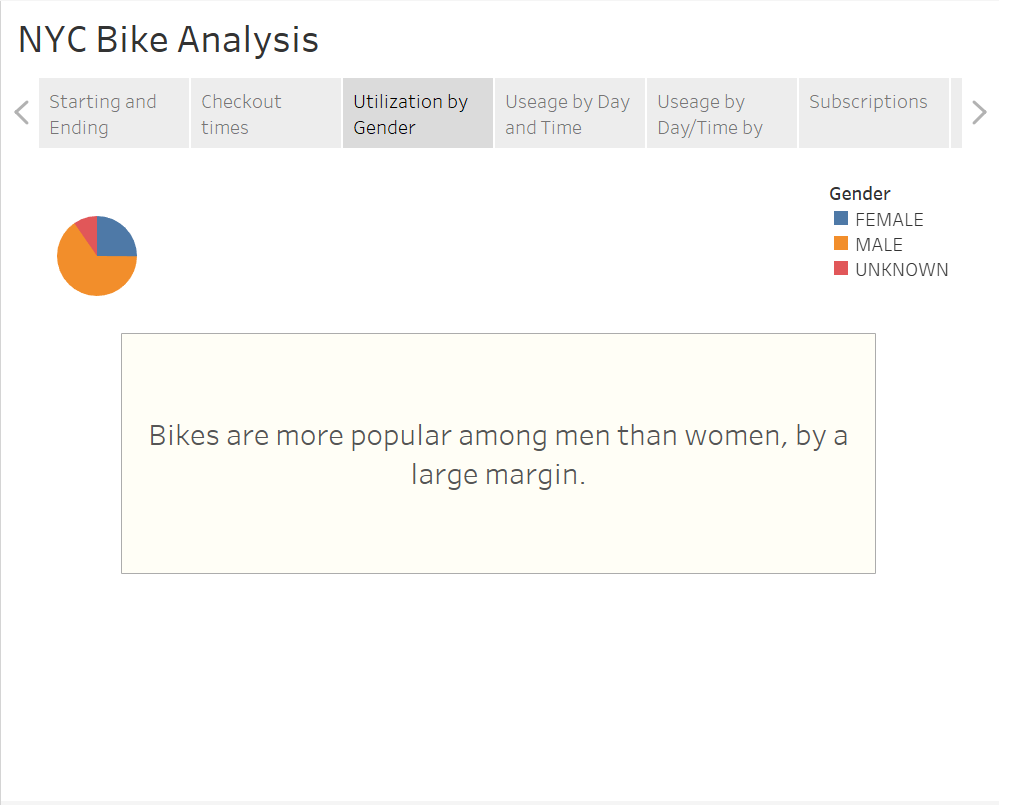 NYC Bike Analysis
Starting and
Ending
Checkout
times
Utilization by
Gender
Useage by Day
and Time
Useage by
Day/Time by
Subscriptions
Gender
FEMALE
MALE
UNKNOWN
Bikes are more popular among men than women, by a
large margin.